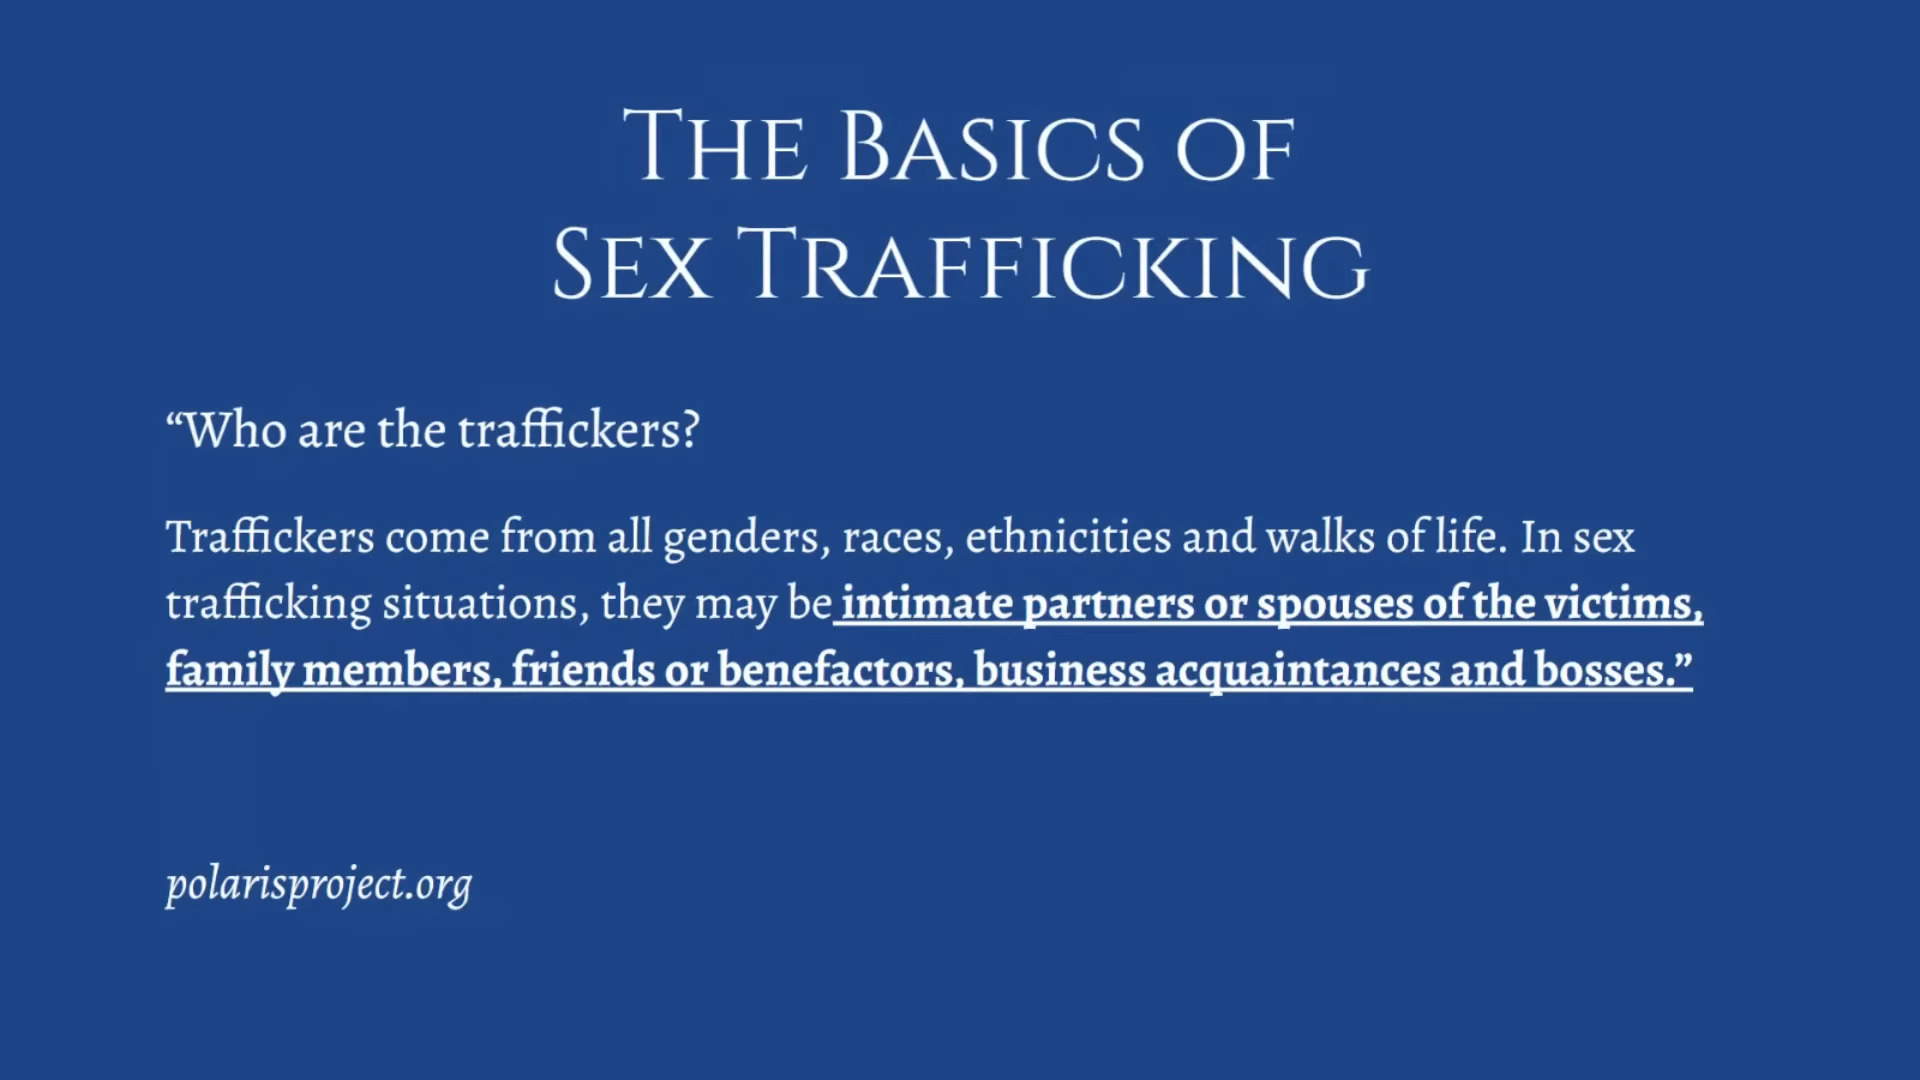 The Basics of
Sex Trafficking
“Who are the traffickers?
Traffickers come from all genders, races, ethnicities and walks of life. In sex
trafficking situations, they may be intimate partners or spouses of the victims,
family members, friends or benefactors, business acquaintances and bosses.”
polarisproject.org